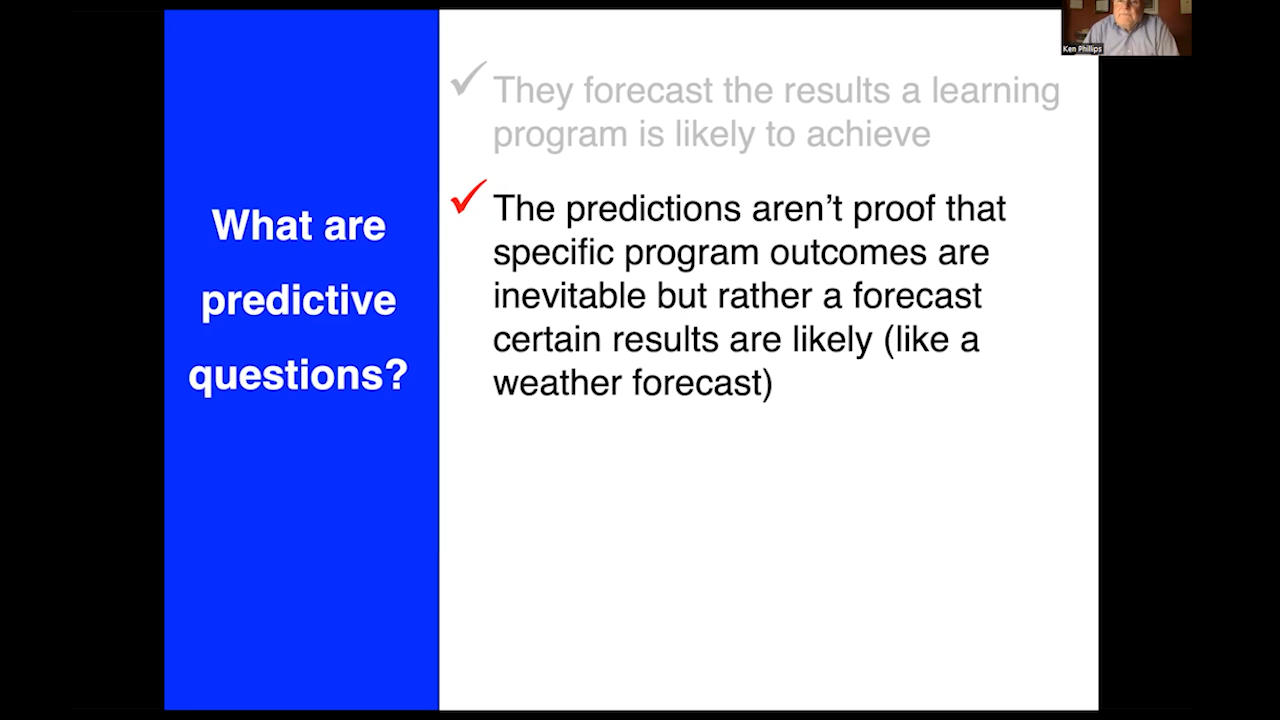 Ken Phillips
They forecast the results a learning
program is likely to achieve
The predictions aren’t proof that
specific program outcomes are
inevitable but rather a forecast
certain results are likely (like a
weather forecast)
What are
predictive
questions?